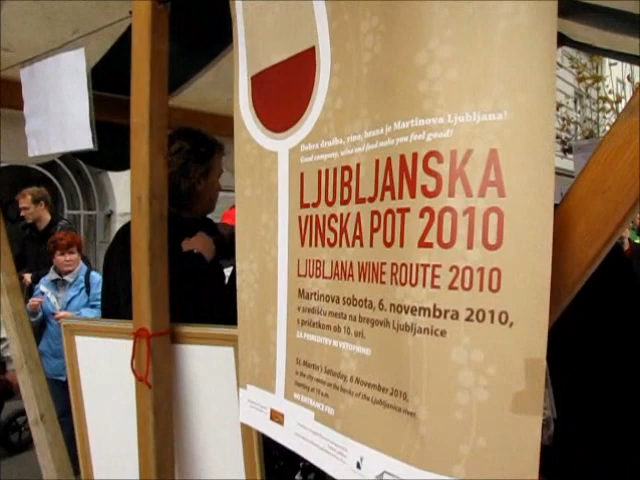 Dobra družba, vino, hrana je Martinova Ljubljana!
Good company, wine and food make you feel good!
LJUBLJANSKA
VINSKA POT 2010
LJUBLJANA WINE ROUTE 2010
Martinova sobota, 6. novembra 2010,
v središču mesta na bregovih Ljubljanice
s pričetkom ob 10. uri.
ZA PRIREDITEV NI VSTOPNINE!
St. Martin's Saturday, 6 November 2010,
in the city centre on the banks of the Ljubljanica river,
starting at 10 a.m.
NO ENTRANCE FEE!